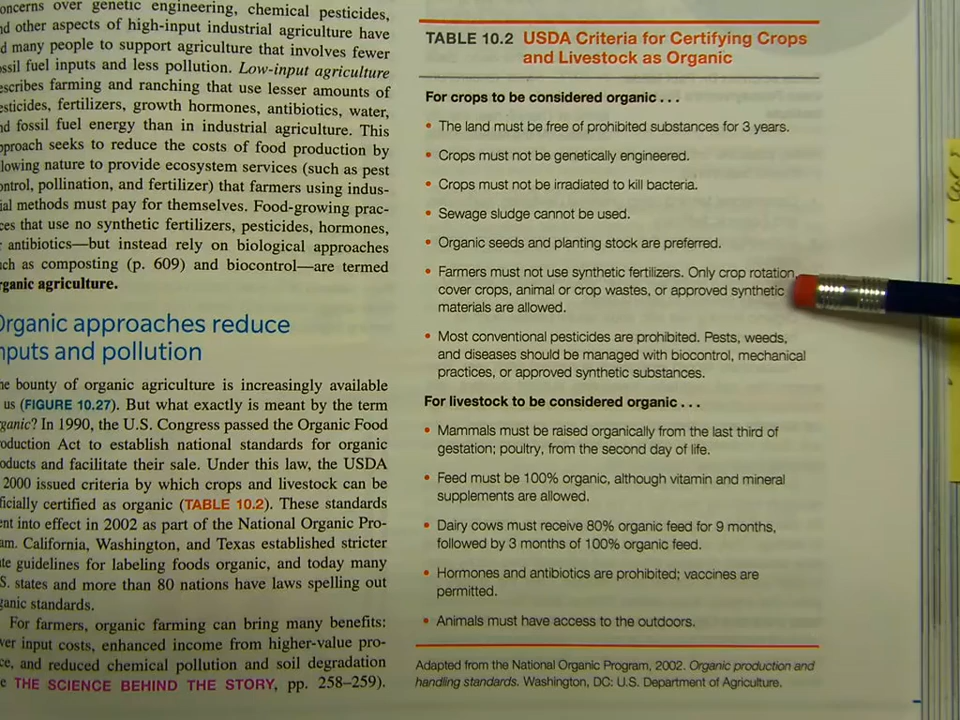 oncerns over genetic engineering, chemical pesticides,
nd other aspects of high-input industrial agriculture have
d many people to support agriculture that involves fewer
ssil fuel inputs and less pollution. Low-input agriculture
escribes farming and ranching that use lesser amounts of
esticides, fertilizers, growth hormones, antibiotics, water,
nd fossil fuel energy than in industrial agriculture. This
pproach seeks to reduce the costs of food production by
lowing nature to provide ecosystem services (such as pest
ontrol, pollination, and fertilizer) that farmers using indus-
ial methods must pay for themselves. Food-growing prac-
ces that use no synthetic fertilizers, pesticides, hormones,
r antibiotics—but instead rely on biological approaches
uch as composting (p. 609) and biocontrol—are termed
rganic agriculture.
Organic approaches reduce
nputs and pollution
he bounty of organic agriculture is increasingly available
us (FIGURE 10.27). But what exactly is meant by the term
rganic? In 1990, the U.S. Congress passed the Organic Food
roduction Act to establish national standards for organic
roducts and facilitate their sale. Under this law, the USDA
2000 issued criteria by which crops and livestock can be
ficially certified as organic (TABLE 10.2). These standards
ent into effect in 2002 as part of the National Organic Pro-
am. California, Washington, and Texas established stricter
ate guidelines for labeling foods organic, and today many
.S. states and more than 80 nations have laws spelling out
ganic standards.
For farmers, organic farming can bring many benefits:
wer input costs, enhanced income from higher-value pro-
ce, and reduced chemical pollution and soil degradation
e THE SCIENCE BEHIND THE STORY, pp. 258–259).
TABLE 10.2 USDA Criteria for Certifying Crops
and Livestock as Organic
For crops to be considered organic . . .
• The land must be free of prohibited substances for 3 years.
• Crops must not be genetically engineered.
• Crops must not be irradiated to kill bacteria.
• Sewage sludge cannot be used.
• Organic seeds and planting stock are preferred.
• Farmers must not use synthetic fertilizers. Only crop rotation,
cover crops, animal or crop wastes, or approved synthetic
materials are allowed.
• Most conventional pesticides are prohibited. Pests, weeds,
and diseases should be managed with biocontrol, mechanical
practices, or approved synthetic substances.
For livestock to be considered organic . . .
• Mammals must be raised organically from the last third of
gestation; poultry, from the second day of life.
• Feed must be 100% organic, although vitamin and mineral
supplements are allowed.
• Dairy cows must receive 80% organic feed for 9 months,
followed by 3 months of 100% organic feed.
• Hormones and antibiotics are prohibited; vaccines are
permitted.
• Animals must have access to the outdoors.
Adapted from the National Organic Program, 2002. Organic production and
handling standards. Washington, DC: U.S. Department of Agriculture.